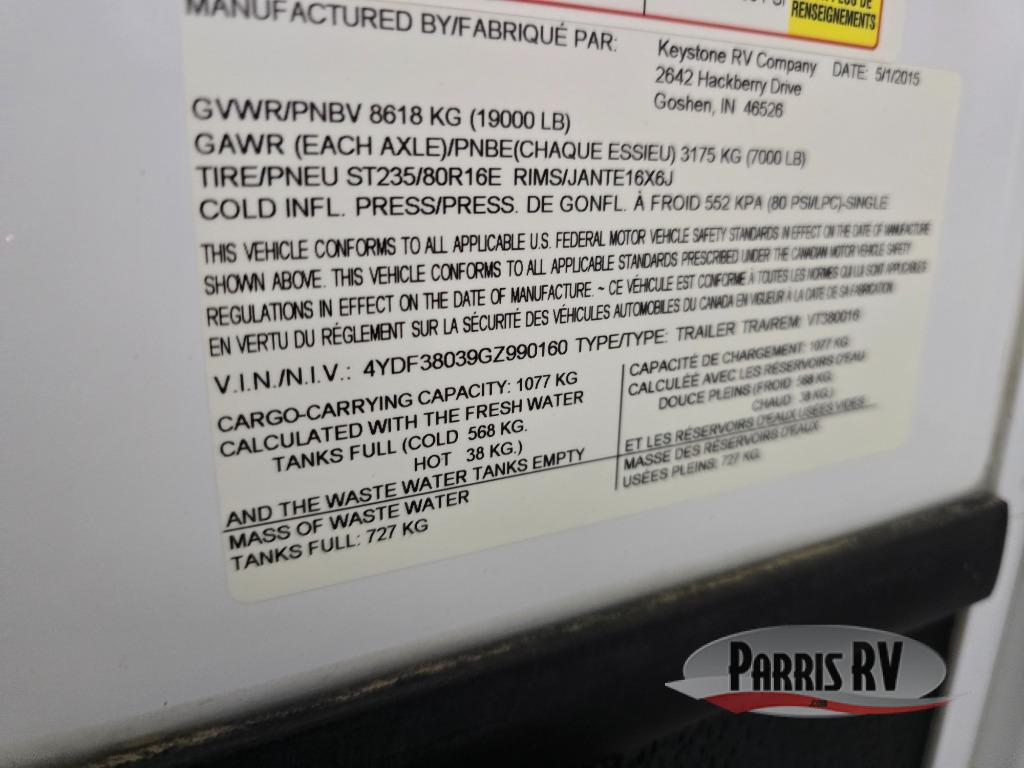 RENSEIGNEMENTS
MANUFACTURED BY/FABRIQUÉ PAR:
Keystone RV Company DATE: 5/1/2015
2642 Hackberry Drive
Goshen, IN 46526
GVWR/PNBV 8618 KG (19000 LB)
GAWR (EACH AXLE)/PNBE(CHAQUE ESSIEU) 3175 KG (7000 LB)
TIRE/PNEU ST235/80R16E RIMS/JANTE16X6J
COLD INFL. PRESS/PRESS. DE GONFL. À FROID 552 KPA (80 PSI/LPC)-SINGLE
THIS VEHICLE CONFORMS TO ALL APPLICABLE U.S. FEDERAL MOTOR VEHICLE SAFETY STANDARDS IN EFFECT ON THE DATE OF MANUFACTURE
SHOWN ABOVE. THIS VEHICLE CONFORMS TO ALL APPLICABLE STANDARDS PRESCRIBED UNDER THE CANADIAN MOTOR VEHICLE SAFETY
REGULATIONS IN EFFECT ON THE DATE OF MANUFACTURE. ~ CE VÉHICULE EST CONFORME À TOUTES LES NORMES QUI LUI SONT APPLICABLES
EN VERTU DU RÉGLEMENT SUR LA SÉCURITÉ DES VÉHICULES AUTOMOBILES DU CANADA EN VIGUEUR À LA DATE DE SA FABRICATION
V.I.N./N.I.V.: 4YDF38039GZ990160 TYPE/TYPE: TRAILER TRA/REM: VT380016
CARGO-CARRYING CAPACITY: 1077 KG
CALCULATED WITH THE FRESH WATER
TANKS FULL (COLD 568 KG.
HOT 38 KG.)
AND THE WASTE WATER TANKS EMPTY
MASS OF WASTE WATER
TANKS FULL: 727 KG
CAPACITÉ DE CHARGEMENT: 1077 KG
CALCULÉE AVEC LES RÉSERVOIRS D'EAU
DOUCE PLEINS (FROID: 568 KG.
CHAUD: 38 KG.)
ET LES RÉSERVOIRS D'EAUX USÉES VIDES
MASSE DES RÉSERVOIRS D'EAUX
USÉES PLEINS: 727 KG.
PARRIS RV
.com